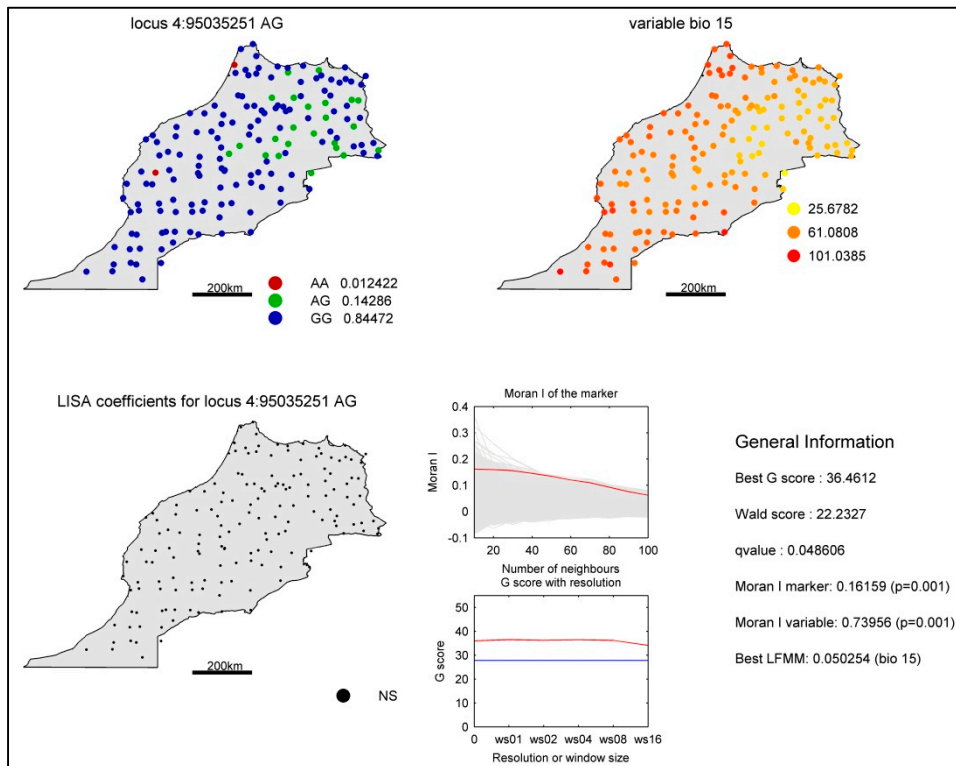 locus 4:95035251 AG
200km
AA 0.012422
AG 0.14286
GG 0.84472
variable bio 15
25.6782
61.0808
101.0385
200km
LISA coefficients for locus 4:95035251 AG
200km
NS
Moran I of the marker
Moran I
0.4
0.3
0.2
0.1
0
-0.1
20 40 60 80 100
Number of neighbours
G score with resolution
G score
50
40
30
20
10
0
0 ws01 ws02 ws04 ws08 ws16
Resolution or window size
General Information
Best G score : 36.4612
Wald score : 22.2327
qvalue : 0.048606
Moran I marker: 0.16159 (p=0.001)
Moran I variable: 0.73956 (p=0.001)
Best LFMM: 0.050254 (bio 15)